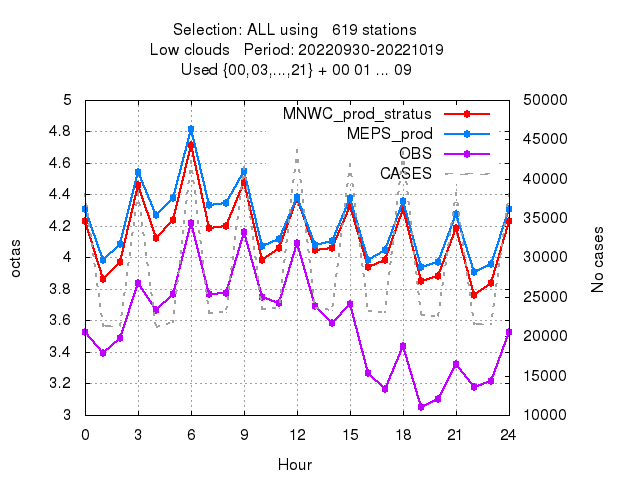 Selection: ALL using   619 stations
Low clouds   Period: 20220930-20221019
Used {00,03,...,21} + 00 01 ... 09
MNWC_prod_stratus
MEPS_prod
OBS
CASES
5
4.8
4.6
4.4
4.2
4
3.8
3.6
3.4
3.2
3
octas
50000
45000
40000
35000
30000
25000
20000
15000
10000
No cases
0 3 6 9 12 15 18 21 24
Hour